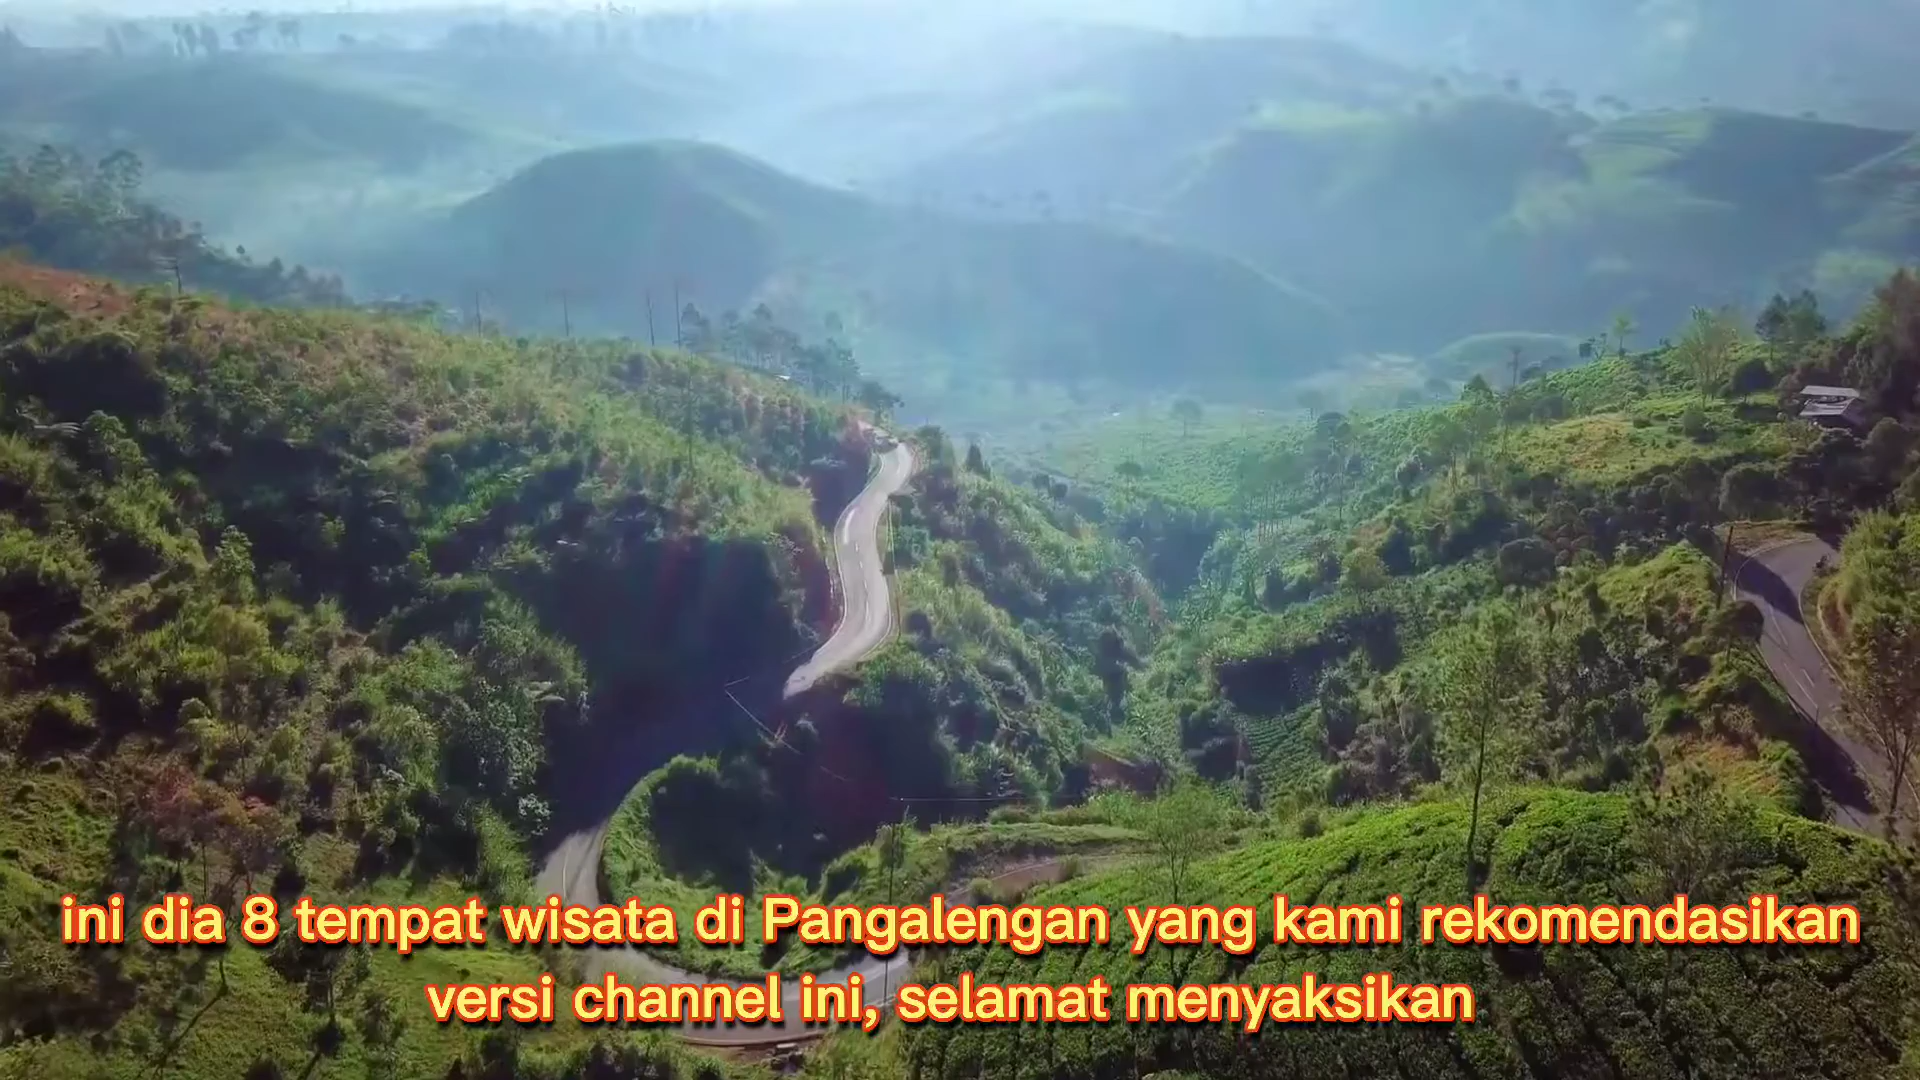 ini dia 8 tempat wisata di Pangalengan yang kami rekomendasikan
versi channel ini, selamat menyaksikan